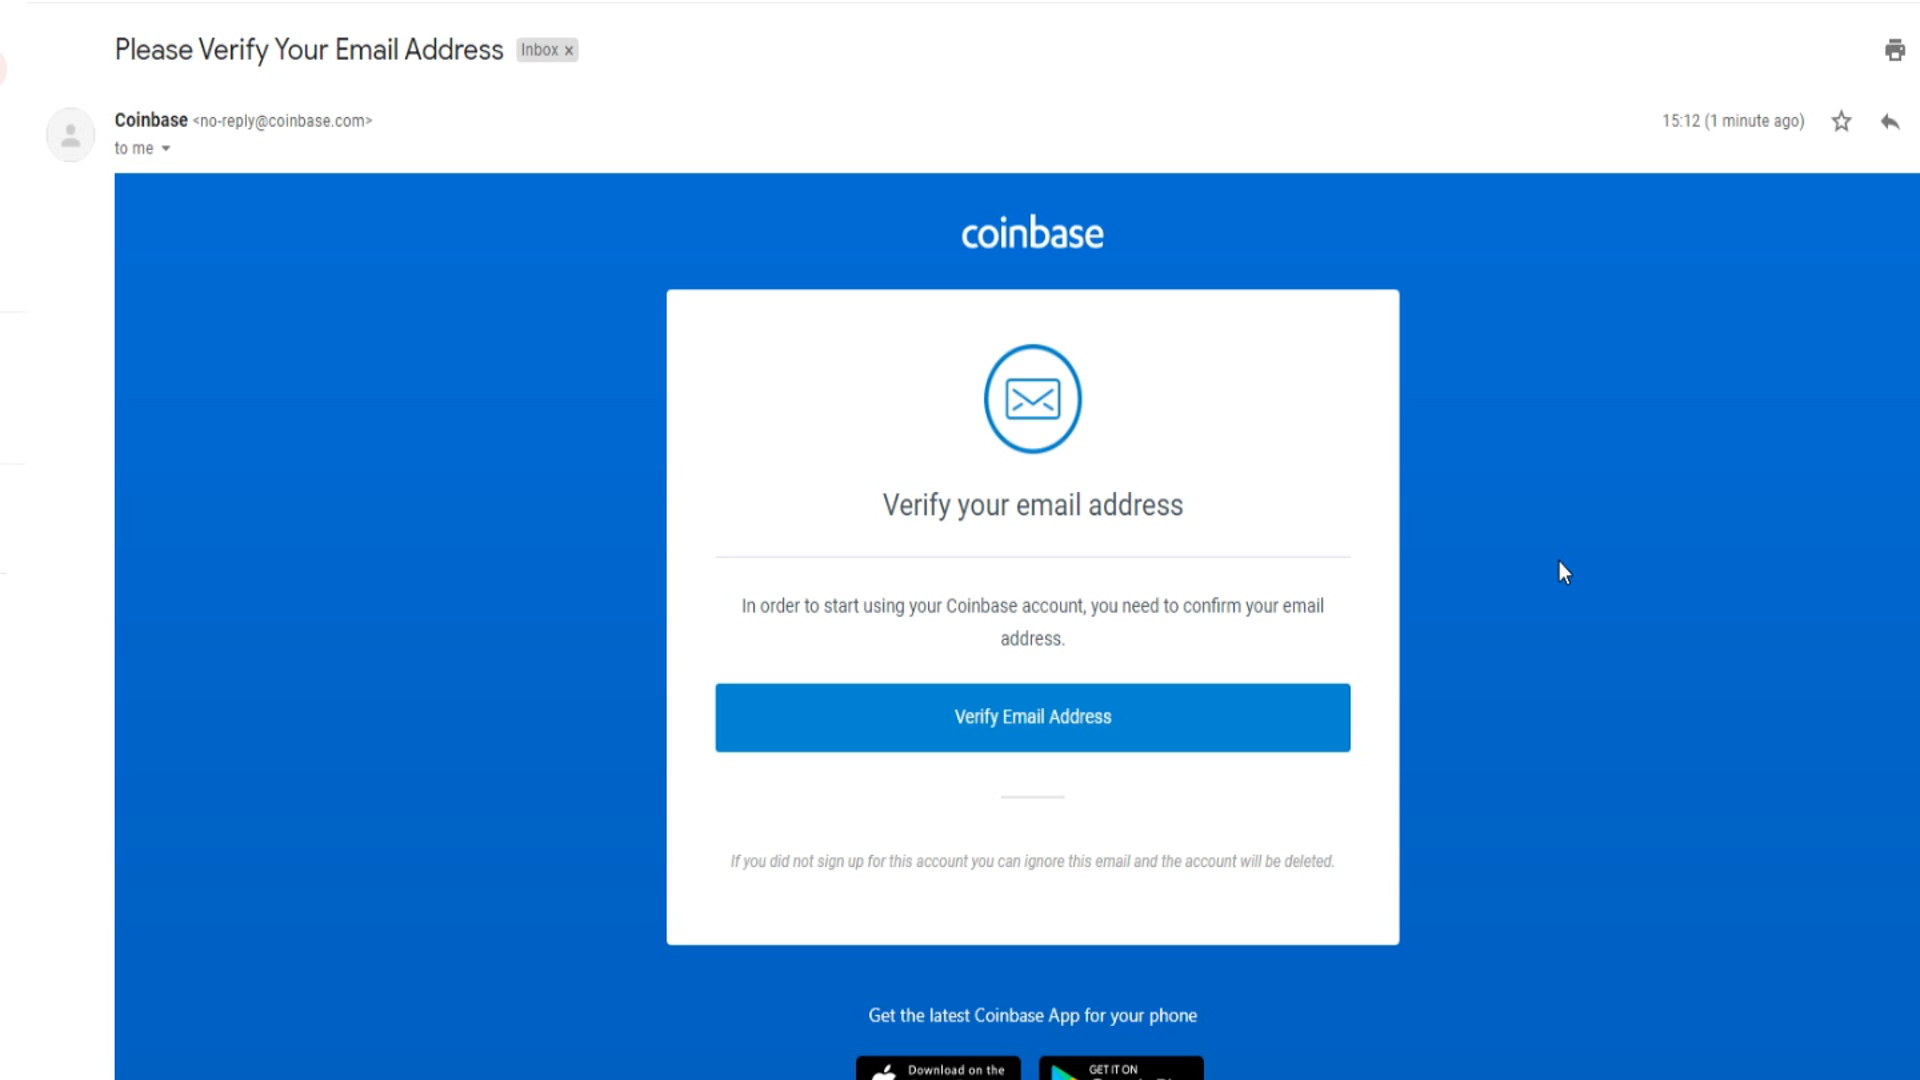 Please Verify Your Email Address Inbox x
Coinbase <no-reply@coinbase.com> 15:12 (1 minute ago)
to me
coinbase
Verify your email address
In order to start using your Coinbase account, you need to confirm your email
address.
Verify Email Address
If you did not sign up for this account you can ignore this email and the account will be deleted.
Get the latest Coinbase App for your phone
Download on the
GET IT ON